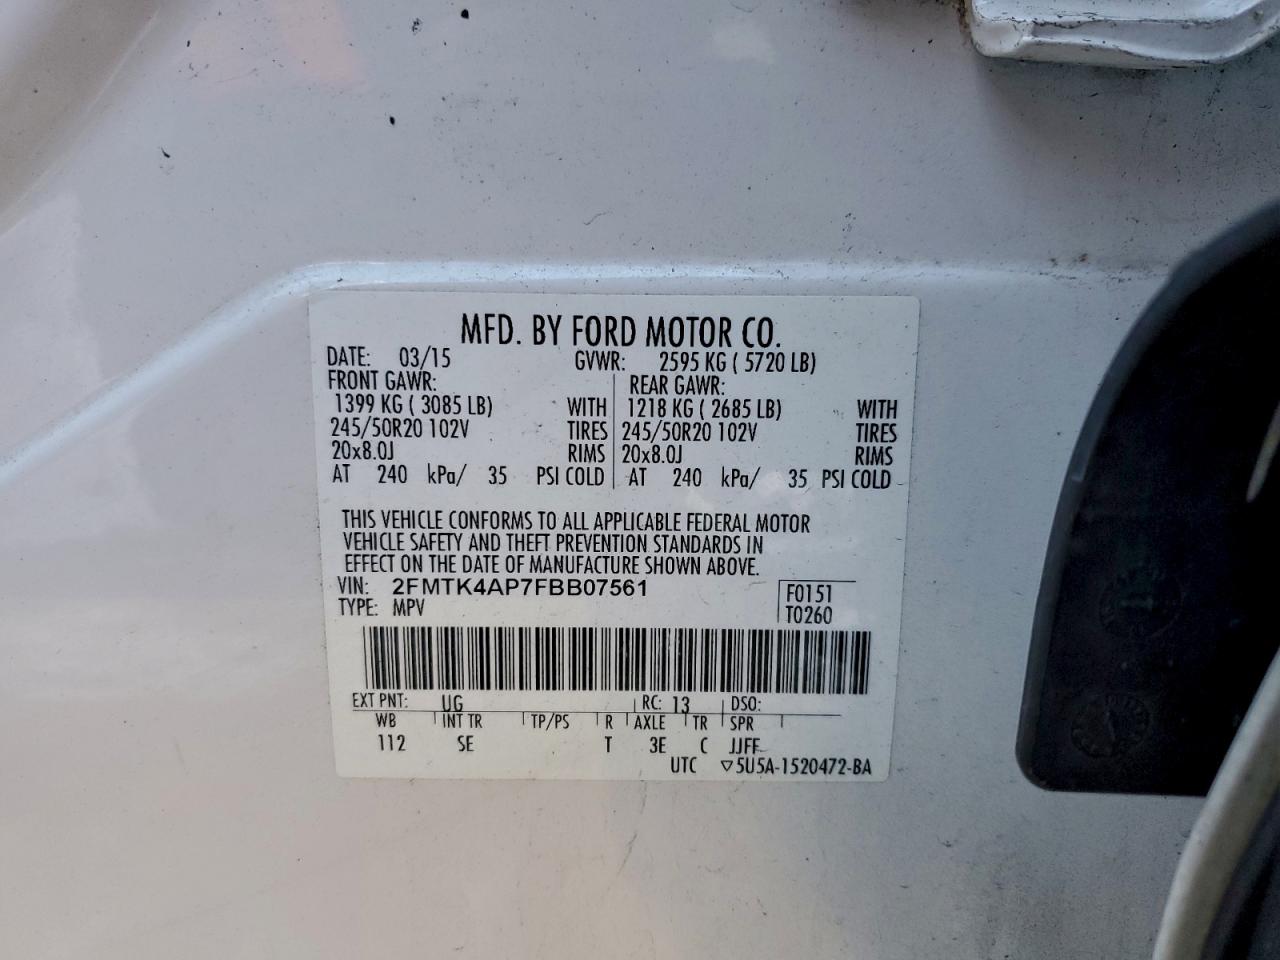 MFD. BY FORD MOTOR CO.
DATE: 03/15 GVWR: 2595 KG ( 5720 LB)
FRONT GAWR: REAR GAWR:
1399 KG ( 3085 LB) WITH 1218 KG ( 2685 LB) WITH
245/50R20 102V TIRES 245/50R20 102V TIRES
20x8.0J RIMS 20x8.0J RIMS
AT 240 kPa/ 35 PSI COLD AT 240 kPa/ 35 PSI COLD
THIS VEHICLE CONFORMS TO ALL APPLICABLE FEDERAL MOTOR
VEHICLE SAFETY AND THEFT PREVENTION STANDARDS IN
EFFECT ON THE DATE OF MANUFACTURE SHOWN ABOVE.
VIN: 2FMTK4AP7FBB07561 F0151
TYPE: MPV T0260
EXT PNT: UG RC: 13 DSO:
WB INT TR TP/PS R AXLE TR SPR
112 SE T 3E C JJFF
UTC ▽5U5A-1520472-BA